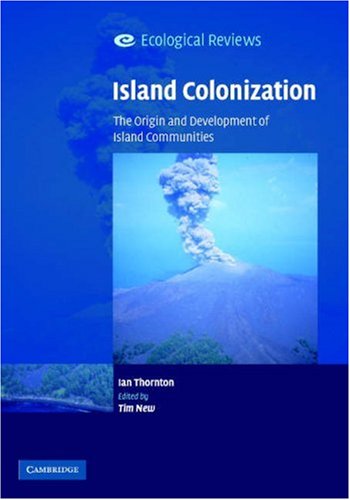 Ecological Reviews
Island Colonization
The Origin and Development of
Island Communities
Ian Thornton
Edited by
Tim New
CAMBRIDGE